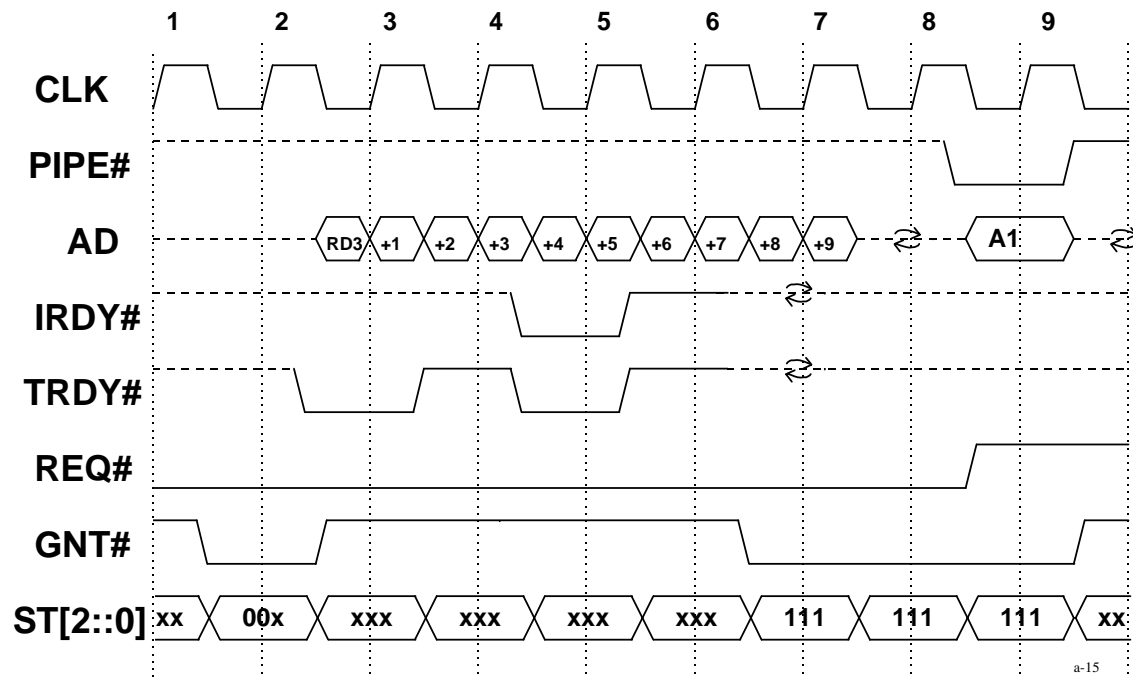 1 2 3 4 5 6 7 8 9
CLK
PIPE#
AD RD3 +1 +2 +3 +4 +5 +6 +7 +8 +9 A1
IRDY#
TRDY#
REQ#
GNT#
ST[2::0] xx 00x xxx xxx xxx xxx 111 111 111 xx
a-15